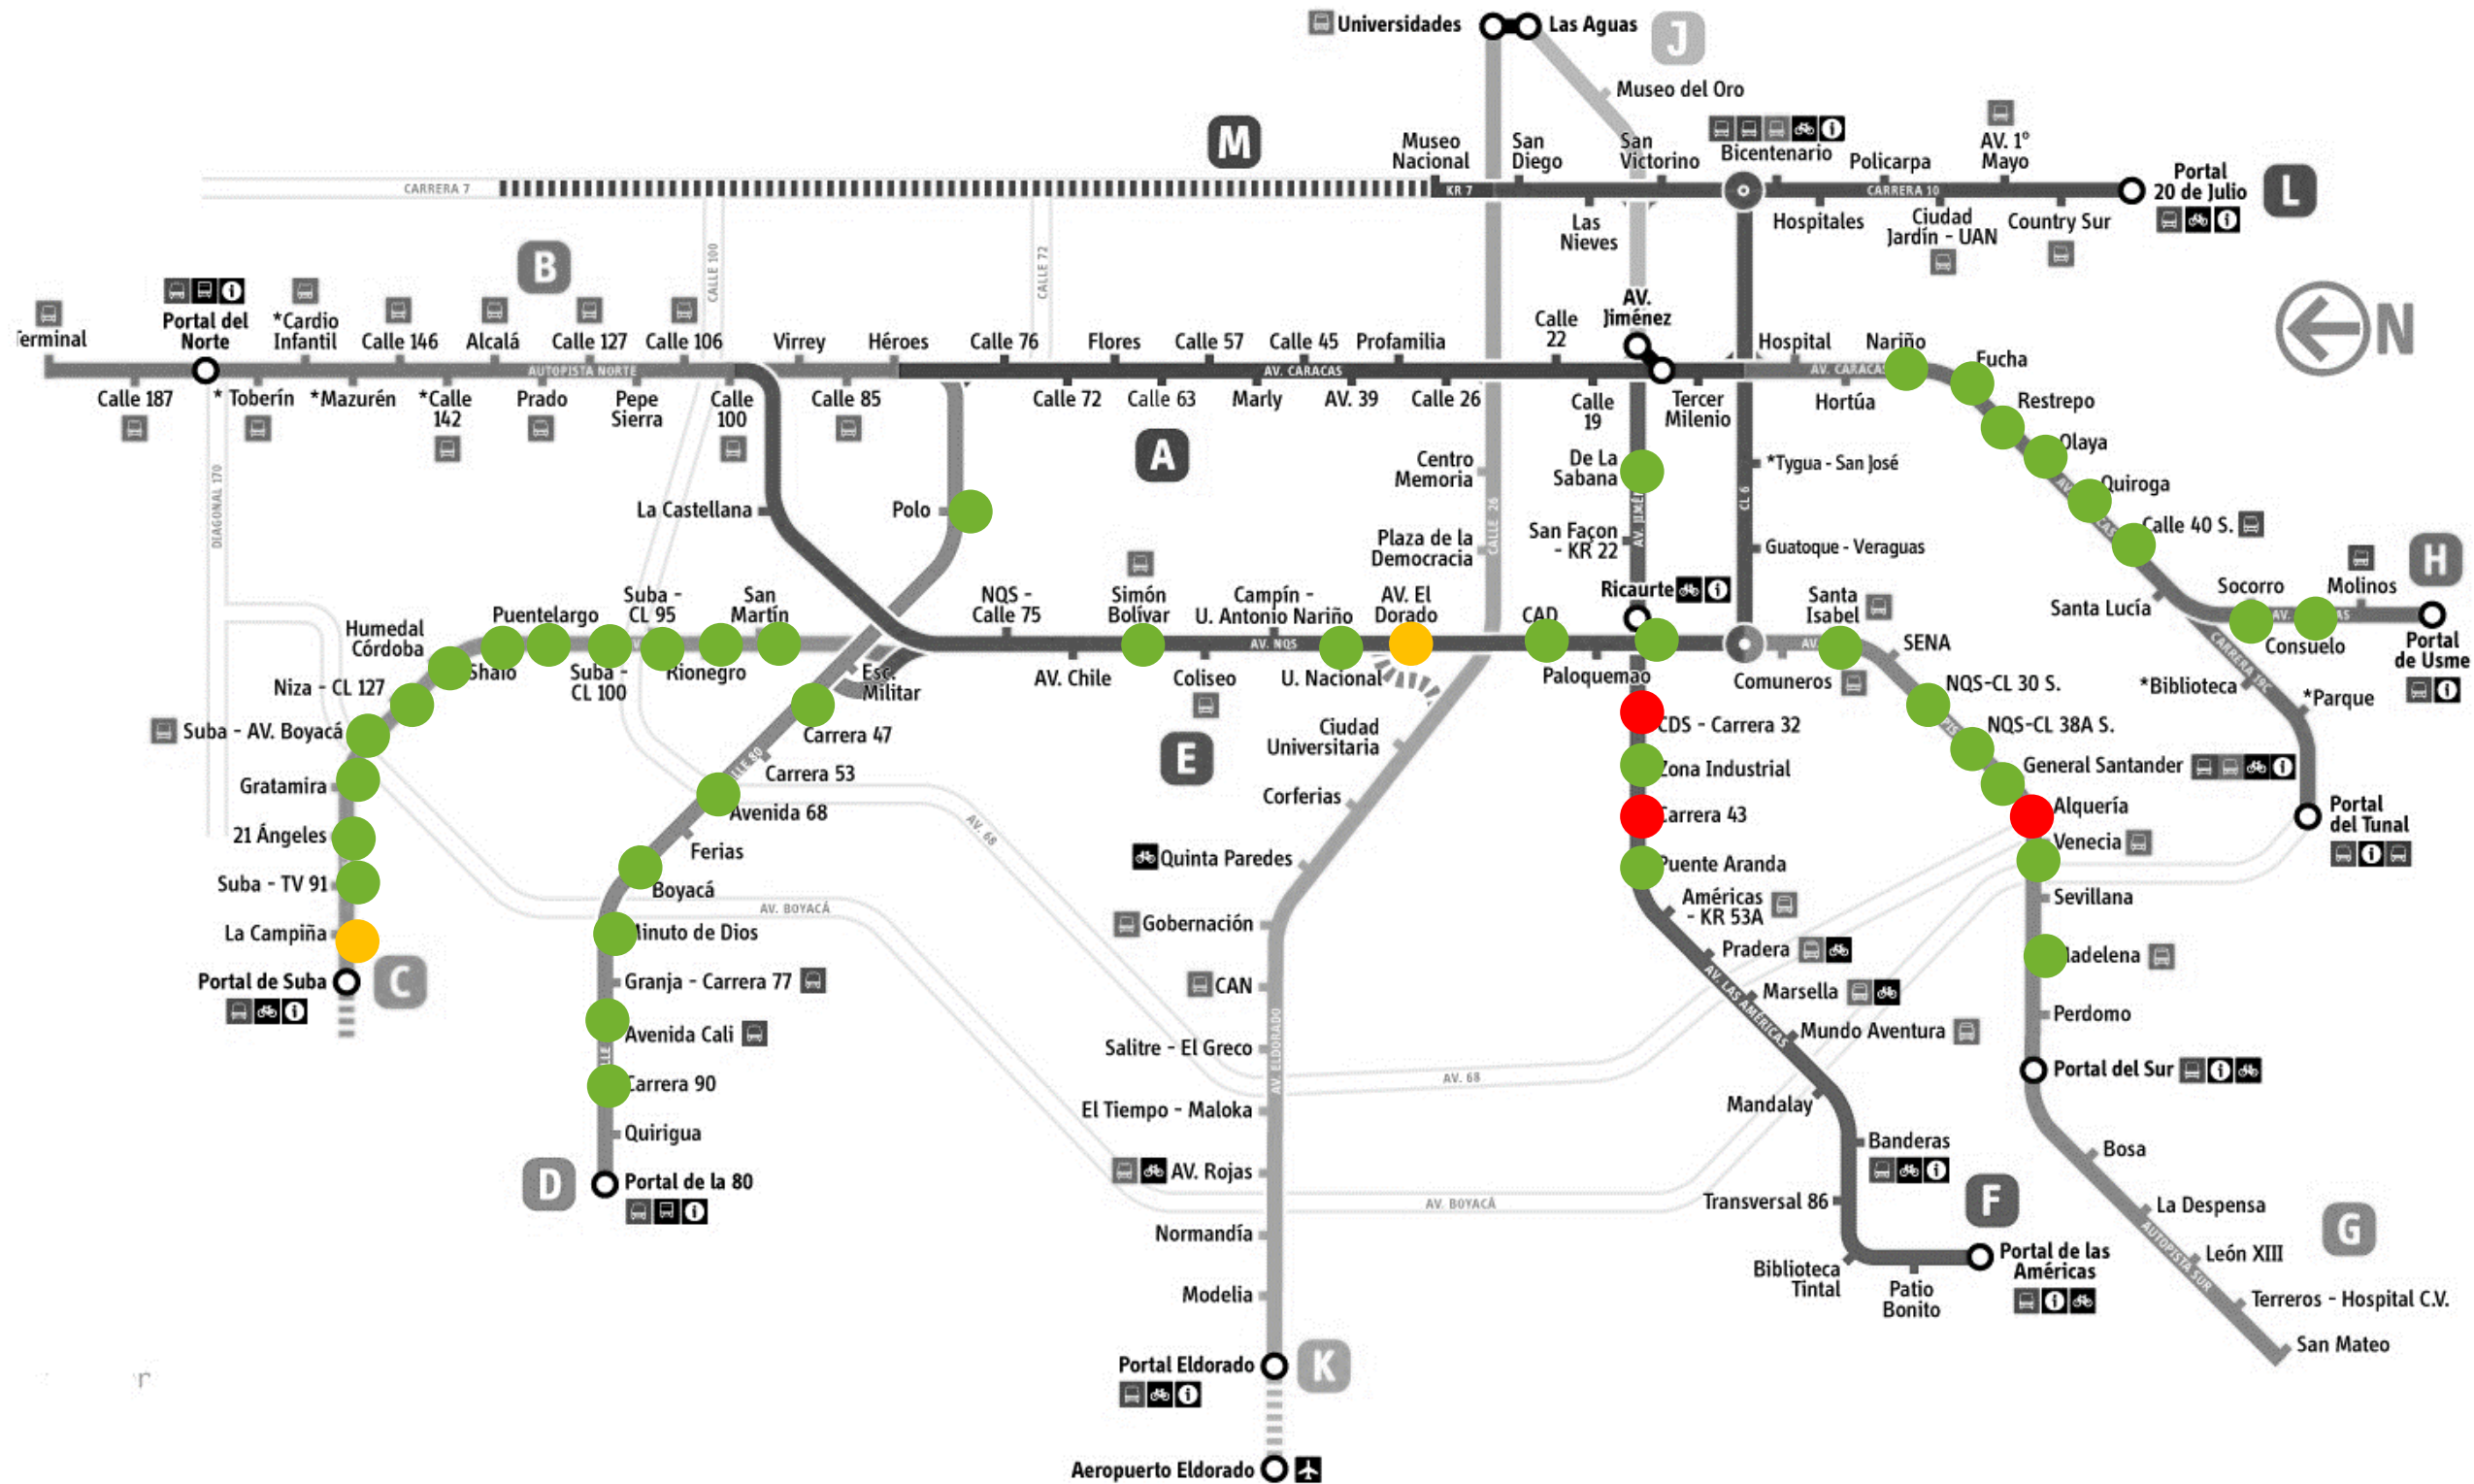 Universidades
Las Aguas
J
Museo del Oro
M
Museo
Nacional
San
Diego
San
Victorino
Bicentenario
Policarpa
AV. 1º
Mayo
Portal
20 de Julio
L
CARRERA 7
KR 7
CARRERA 10
Las
Nieves
Hospitales
Ciudad
Jardín - UAN
Country Sur
B
CALLE 100
CALLE 72
N
Portal del
Norte
*Cardio
Infantil
Calle 146
Alcalá
Calle 127
Calle 106
Virrey
Héroes
Calle 76
Flores
Calle 57
Calle 45
Profamilia
Calle
22
AV.
Jiménez
Hospital
Nariño
Fucha
AUTOPISTA NORTE
AV. CARACAS
AV. CARACAS
Calle 187
* Toberín
*Mazurén
*Calle
142
Prado
Pepe
Sierra
Calle
100
Calle 85
Calle 72
Calle 63
Marly
AV. 39
Calle 26
Calle
19
Tercer
Milenio
Hortúa
Restrepo
Olaya
Quiroga
Calle 40 S.
A
DIAGONAL 170
La Castellana
Polo
Centro
Memoria
Plaza de la
Democracia
CALLE 26
De La
Sabana
San Façon
- KR 22
CL 6
*Tygua - San José
Guatoque - Veraguas
Ricaurte
Santa Lucía
Socorro
Molinos
H
Consuelo
Portal
de Usme
CARRERA 19C
*Biblioteca
*Parque
Portal
del Tunal
Humedal
Córdoba
Puentelargo
Suba -
CL 95
San
Martín
Shaio
Suba -
CL 100
Rionegro
Niza - CL 127
Suba - AV. Boyacá
Gratamira
21 Ángeles
Suba - TV 91
La Campiña
Portal de Suba
C
Esc.
Militar
Carrera 47
Carrera 53
Avenida 68
Ferias
Boyacá
Minuto de Dios
Granja - Carrera 77
Avenida Cali
Carrera 90
Quirigua
Portal de la 80
D
NQS -
Calle 75
Simón
Bolívar
Campín -
U. Antonio Nariño
AV. El
Dorado
CAD
AV. NQS
AV. Chile
Coliseo
U. Nacional
Paloquemao
Comuneros
Santa
Isabel
SENA
NQS-CL 30 S.
NQS-CL 38A S.
General Santander
Alquería
Venecia
Sevillana
Madelena
Perdomo
Portal del Sur
Bosa
La Despensa
León XIII
Terreros - Hospital C.V.
San Mateo
AUTOPISTA SUR
G
E
Ciudad
Universitaria
Corferias
Quinta Paredes
Gobernación
CAN
Salitre - El Greco
El Tiempo - Maloka
AV. Rojas
Normandía
Modelia
Portal Eldorado
K
Aeropuerto Eldorado
AV. ELDORADO
AV. 68
AV. BOYACÁ
AV. 68
AV. BOYACÁ
CDS - Carrera 32
Zona Industrial
Carrera 43
Puente Aranda
Américas
- KR 53A
Pradera
Marsella
Mundo Aventura
AV. LAS AMÉRICAS
Mandalay
Banderas
Transversal 86
Biblioteca
Tintal
Patio
Bonito
Portal de las
Américas
F